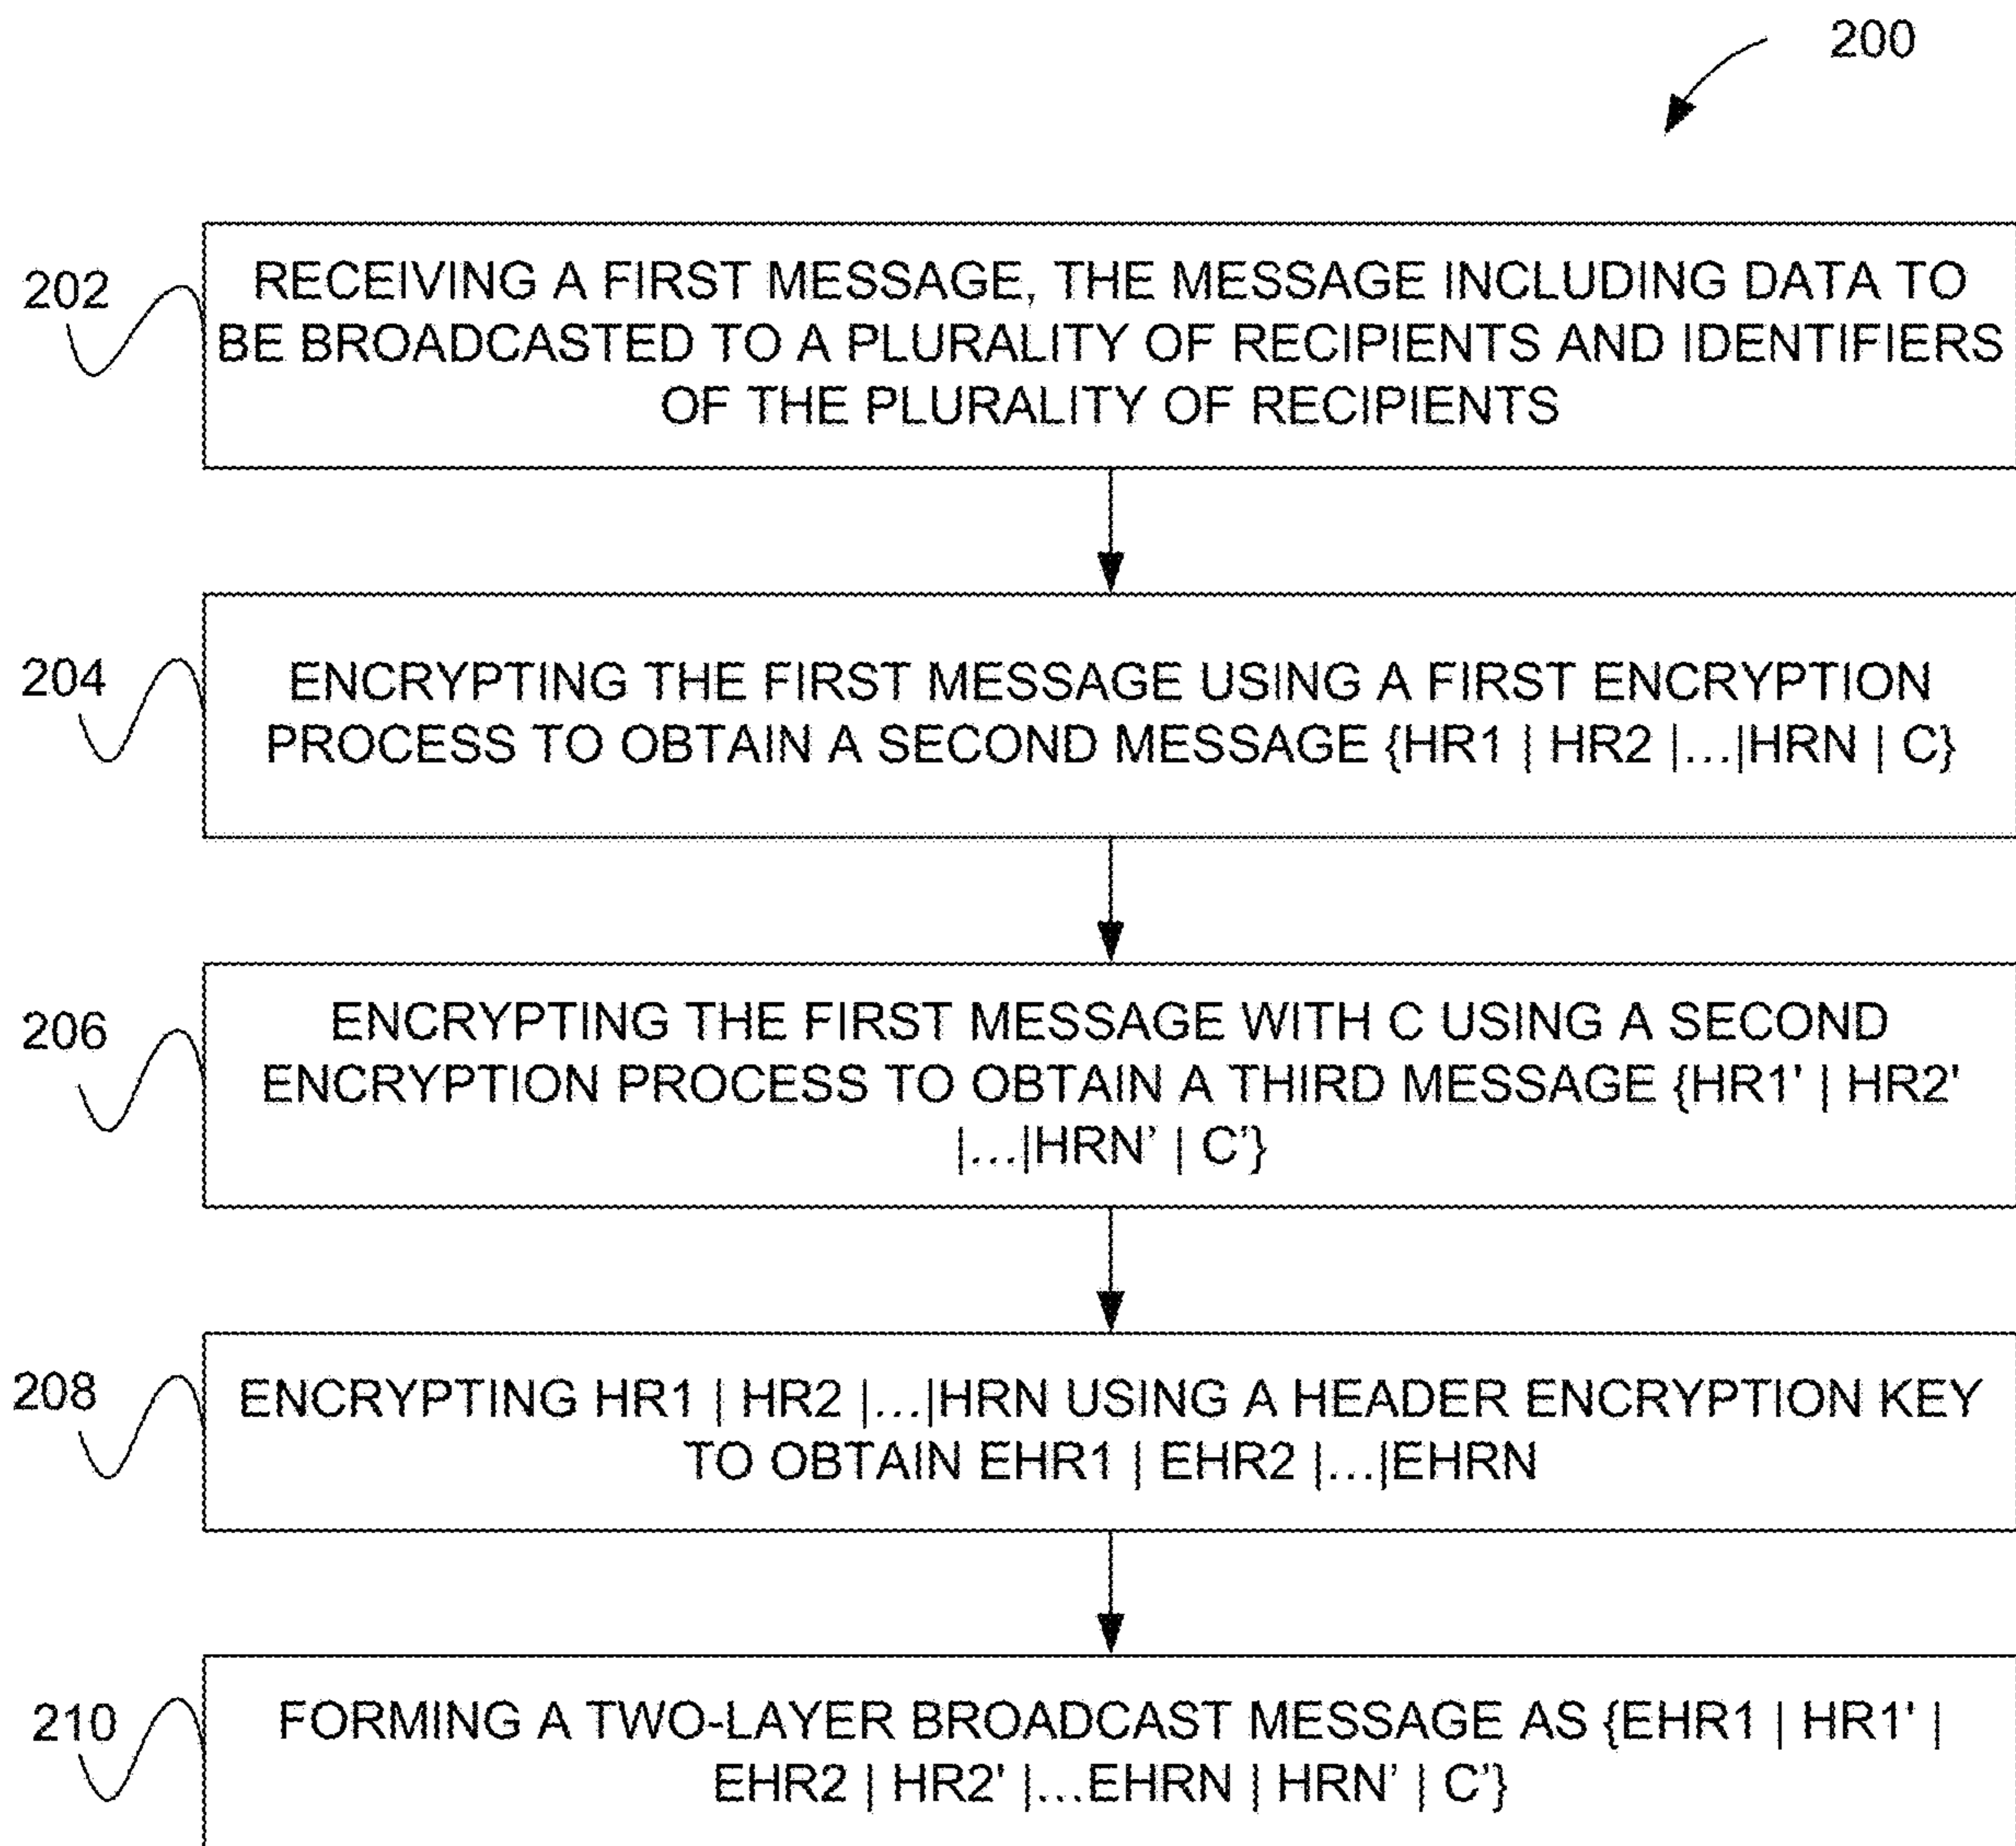 200
202
RECEIVING A FIRST MESSAGE, THE MESSAGE INCLUDING DATA TO
BE BROADCASTED TO A PLURALITY OF RECIPIENTS AND IDENTIFIERS
OF THE PLURALITY OF RECIPIENTS
204
ENCRYPTING THE FIRST MESSAGE USING A FIRST ENCRYPTION
PROCESS TO OBTAIN A SECOND MESSAGE {HR1 | HR2 |...|HRN | C}
206
ENCRYPTING THE FIRST MESSAGE WITH C USING A SECOND
ENCRYPTION PROCESS TO OBTAIN A THIRD MESSAGE {HR1' | HR2'
|...|HRN’ | C’}
208
ENCRYPTING HR1 | HR2 |...|HRN USING A HEADER ENCRYPTION KEY
TO OBTAIN EHR1 | EHR2 |...|EHRN
210
FORMING A TWO-LAYER BROADCAST MESSAGE AS {EHR1 | HR1' |
EHR2 | HR2' |...EHRN | HRN’ | C’}